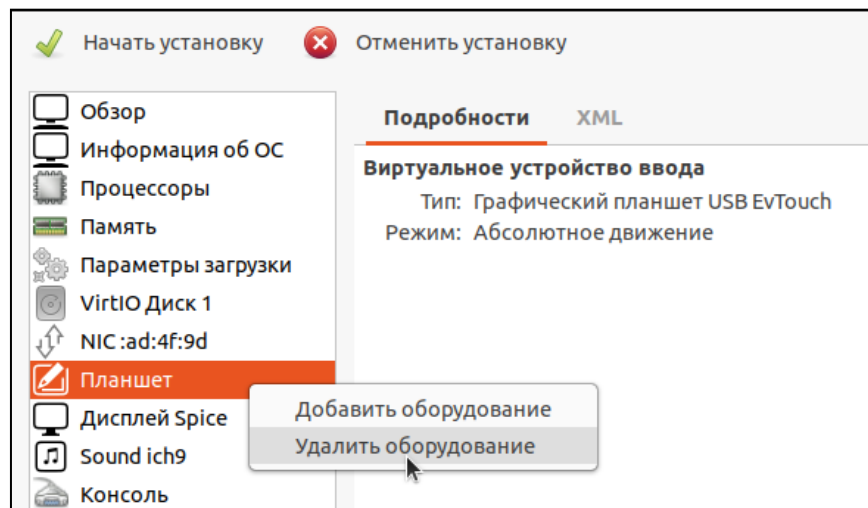 Начать установку
Отменить установку
Обзор
Информация об ОС
Процессоры
Память
Параметры загрузки
VirtIO Диск 1
NIC :ad:4f:9d
Планшет
Дисплей Spice
Sound ich9
Консоль
Подробности
XML
Виртуальное устройство ввода
Тип: Графический планшет USB EvTouch
Режим: Абсолютное движение
Добавить оборудование
Удалить оборудование